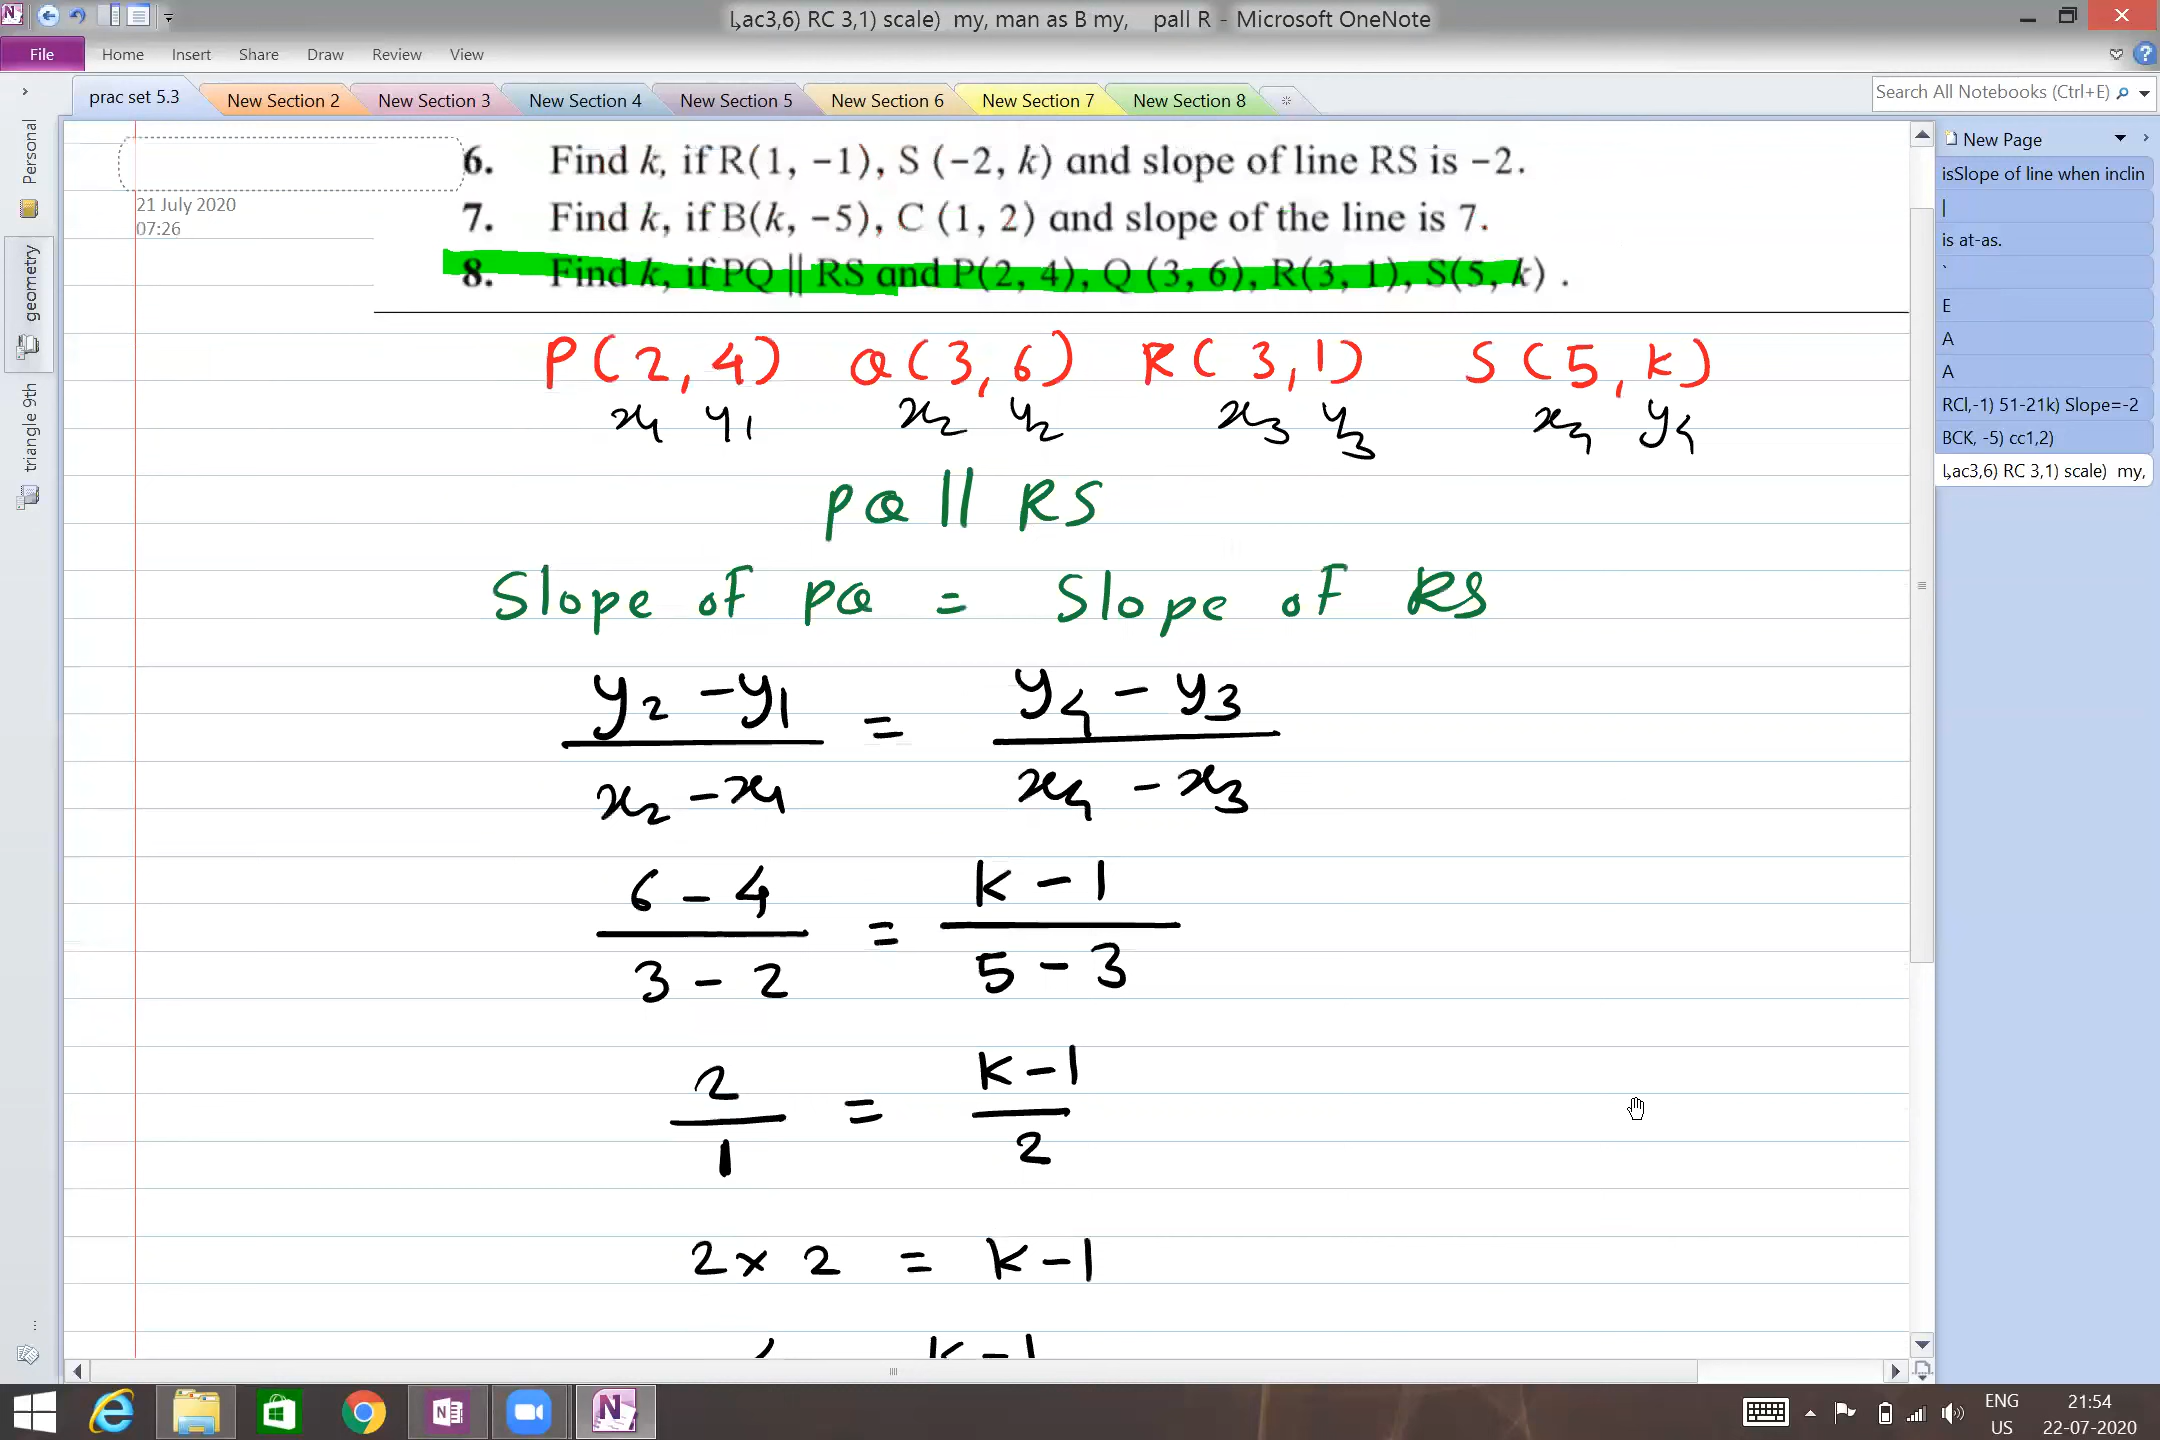 Ļac3,6) RC 3,1) scale) my, man as B my, pall R - Microsoft OneNote
File Home Insert Share Draw Review View
prac set 5.3 New Section 2 New Section 3 New Section 4 New Section 5 New Section 6 New Section 7 New Section 8
Search All Notebooks (Ctrl+E)
Personal
geometry
triangle 9th
21 July 2020
07:26
6. Find k, if R(1, −1), S (−2, k) and slope of line RS is −2.
7. Find k, if B(k, −5), C (1, 2) and slope of the line is 7.
8. Find k, if PQ || RS and P(2, 4), Q (3, 6), R(3, 1), S(5, k) .
P(2,4) Q(3,6) R(3,1) S(5,k)
x1 y1 x2 y2 x3 y3 x4 y4
PQ || RS
Slope of PQ = Slope of RS
y2 - y1 = y4 - y3
x2 - x1 x4 - x3
6 - 4 = k - 1
3 - 2 5 - 3
2 = k - 1
1 2
2 × 2 = k - 1
k - 1
New Page
isSlope of line when inclin
|
is at-as.
`
E
A
A
RCl,-1) 51-21k) Slope=-2
BCK, -5) cc1,2)
Ļac3,6) RC 3,1) scale) my,
ENG
US
21:54
22-07-2020